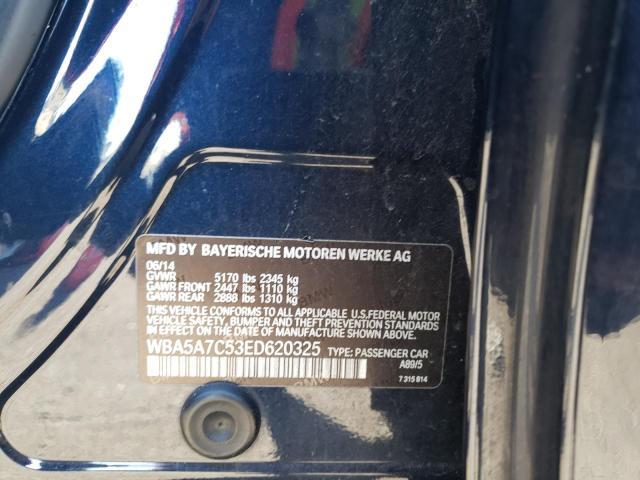 MFD BY BAYERISCHE MOTOREN WERKE AG
06/14
GVWR 5170 lbs 2345 kg
GAWR FRONT 2447 lbs 1110 kg
GAWR REAR 2888 lbs 1310 kg
THIS VEHICLE CONFORMS TO ALL APPLICABLE U.S.FEDERAL MOTOR
VEHICLE SAFETY, BUMPER, AND THEFT PREVENTION
STANDARDS IN EFFECT ON THE DATE OF MANUFACTURE SHOWN ABOVE.
WBA5A7C53ED620325 TYPE: PASSENGER CAR
A89/5
7 315 814